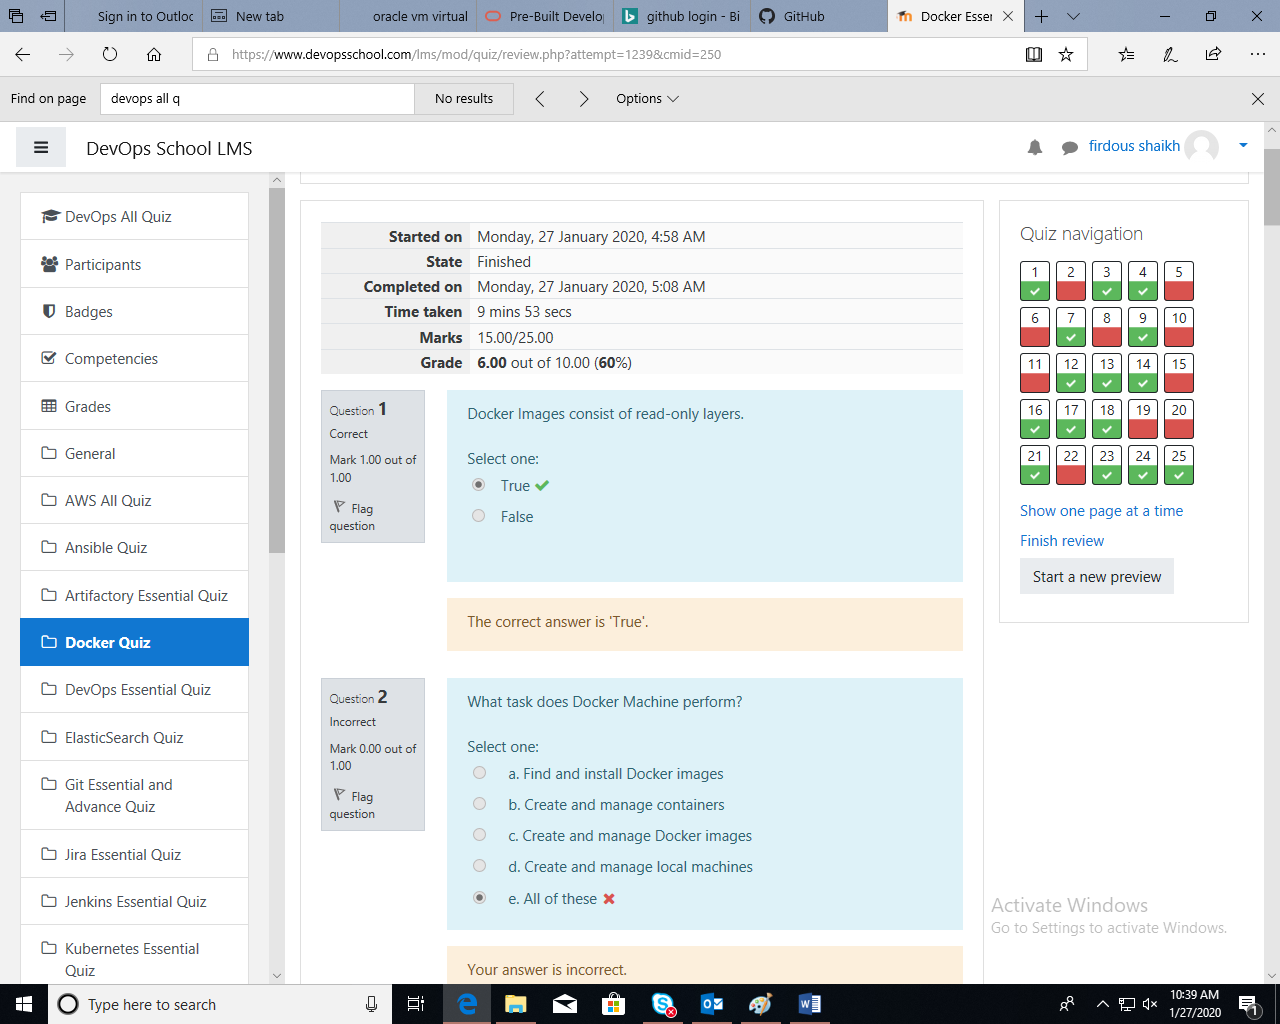 Sign in to Outloc
New tab
oracle vm virtual
Pre-Built Develo
github login - Bi
GitHub
Docker Esser
https://www.devopsschool.com/lms/mod/quiz/review.php?attempt=1239&cmid=250
Find on page
devops all q
No results
Options
DevOps School LMS
firdous shaikh
DevOps All Quiz
Participants
Badges
Competencies
Grades
General
AWS All Quiz
Ansible Quiz
Artifactory Essential Quiz
Docker Quiz
DevOps Essential Quiz
ElasticSearch Quiz
Git Essential and
Advance Quiz
Jira Essential Quiz
Jenkins Essential Quiz
Kubernetes Essential
Quiz
Started on Monday, 27 January 2020, 4:58 AM
State Finished
Completed on Monday, 27 January 2020, 5:08 AM
Time taken 9 mins 53 secs
Marks 15.00/25.00
Grade 6.00 out of 10.00 (60%)
Question 1
Correct
Mark 1.00 out of
1.00
Flag
question
Docker Images consist of read-only layers.
Select one:
True
False
The correct answer is 'True'.
Question 2
Incorrect
Mark 0.00 out of
1.00
Flag
question
What task does Docker Machine perform?
Select one:
a. Find and install Docker images
b. Create and manage containers
c. Create and manage Docker images
d. Create and manage local machines
e. All of these
Your answer is incorrect.
Quiz navigation
1 2 3 4 5
6 7 8 9 10
11 12 13 14 15
16 17 18 19 20
21 22 23 24 25
Show one page at a time
Finish review
Start a new preview
Activate Windows
Go to Settings to activate Windows.
Type here to search
10:39 AM
1/27/2020
1